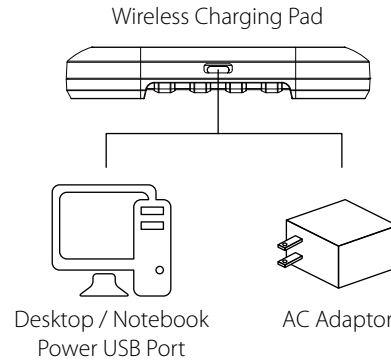 Wireless Charging Pad
Desktop / Notebook
Power USB Port
AC Adaptor